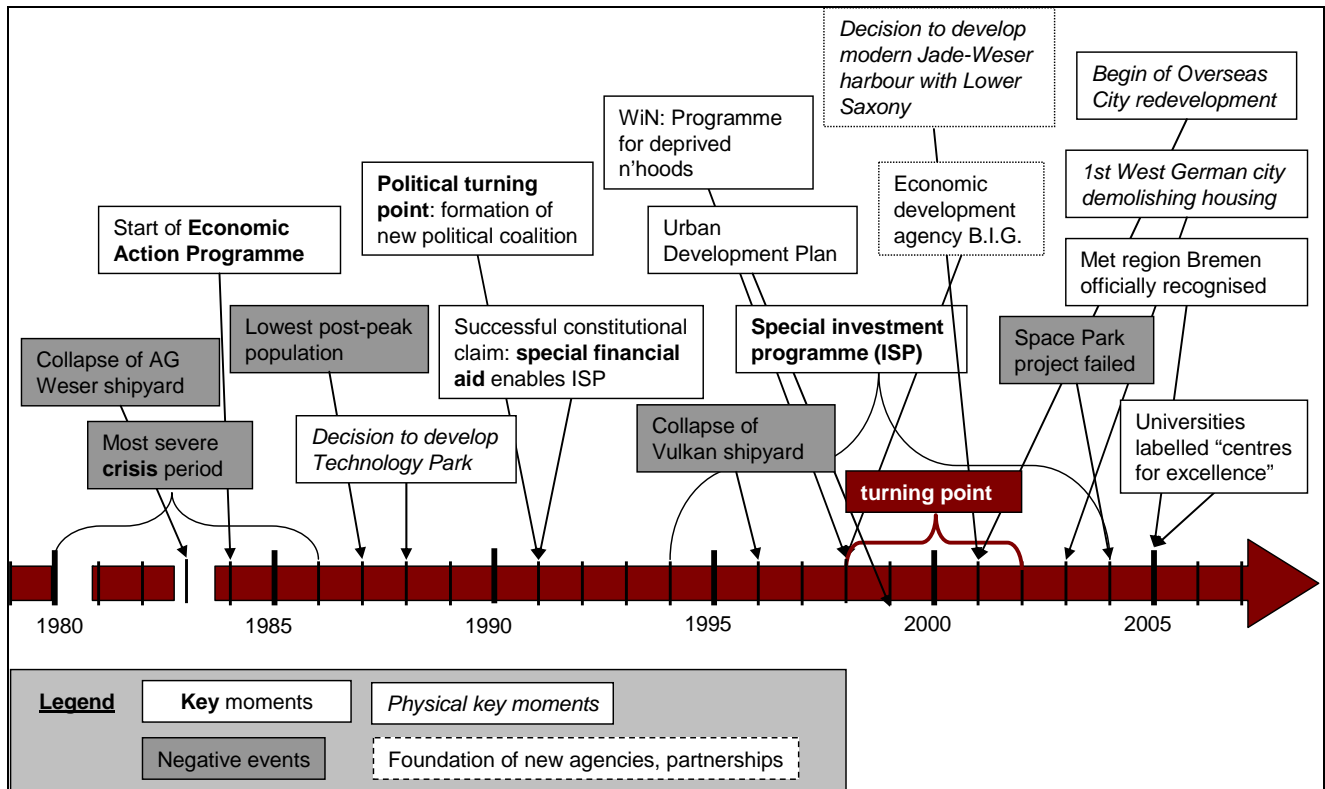 Decision to develop
modern Jade-Weser
harbour with Lower
Saxony
Begin of Overseas
City redevelopment
WiN: Programme
for deprived
n'hoods
Political turning
point: formation of
new political coalition
Economic
development
agency B.I.G.
1st West German city
demolishing housing
Start of Economic
Action Programme
Urban
Development Plan
Met region Bremen
officially recognised
Lowest post-peak
population
Successful constitutional
claim: special financial
aid enables ISP
Special investment
programme (ISP)
Space Park
project failed
Collapse of AG
Weser shipyard
Most severe
crisis period
Decision to develop
Technology Park
Collapse of
Vulkan shipyard
Universities
labelled “centres
for excellence”
turning point
1980 1985 1990 1995 2000 2005
Legend
Key moments
Physical key moments
Negative events
Foundation of new agencies, partnerships